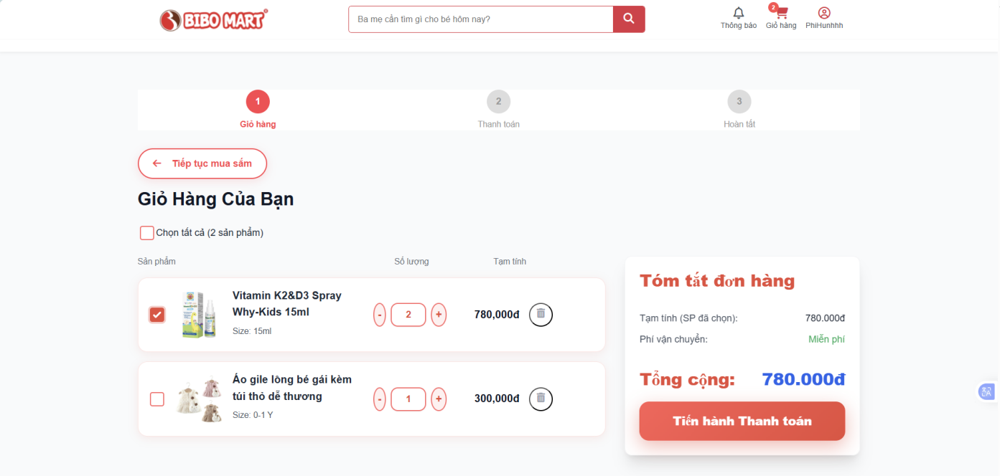 BIBO MART
Ba mẹ cần tìm gì cho bé hôm nay?
Thông báo
2
Giỏ hàng
PhiHunhhh
1
Giỏ hàng
2
Thanh toán
3
Hoàn tất
← Tiếp tục mua sắm
Giỏ Hàng Của Bạn
Chọn tất cả (2 sản phẩm)
Sản phẩm Số lượng Tạm tính
Vitamin K2&D3 Spray
Why-Kids 15ml
Size: 15ml
- 2 + 780,000đ
Áo gile lông bé gái kèm
túi thỏ dễ thương
Size: 0-1 Y
- 1 + 300,000đ
Tóm tắt đơn hàng
Tạm tính (SP đã chọn): 780.000đ
Phí vận chuyển: Miễn phí
Tổng cộng: 780.000đ
Tiến hành Thanh toán